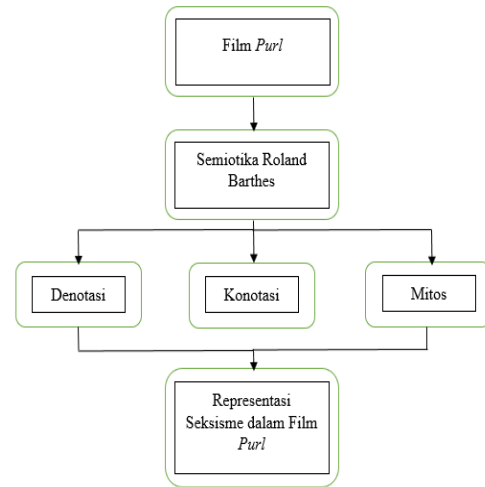 Film Purl
Semiotika Roland
Barthes
Denotasi
Konotasi
Mitos
Representasi
Seksisme dalam Film
Purl